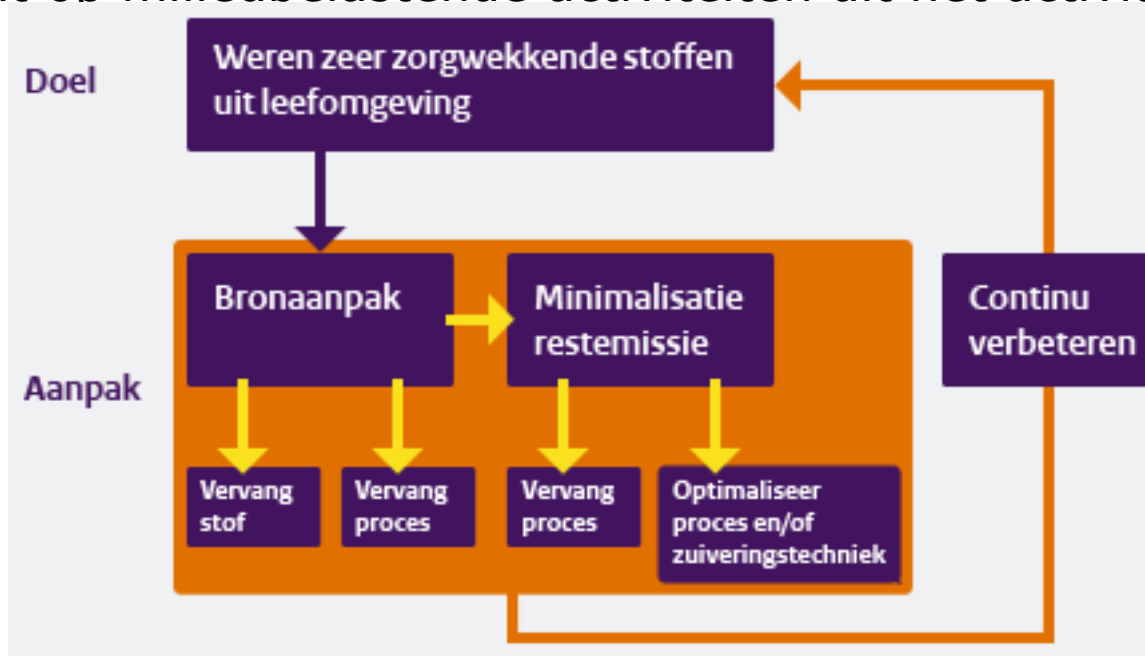 Doel
Weren zeer zorgwekkende stoffen
uit leefomgeving
Aanpak
Bronaanpak
Minimalisatie
restemissie
Continu
verbeteren
Vervang
stof
Vervang
proces
Vervang
proces
Optimaliseer
proces en/of
zuiveringstechniek